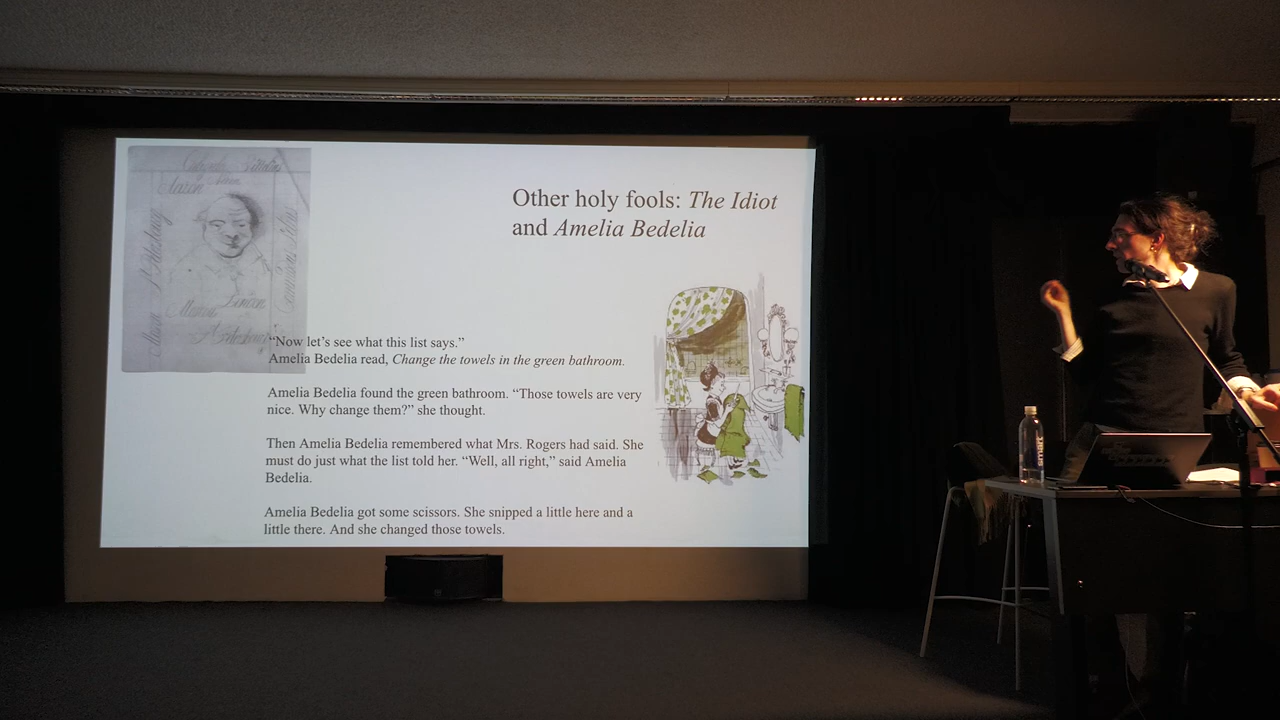 Other holy fools: The Idiot
and Amelia Bedelia
“Now let’s see what this list says.”
Amelia Bedelia read, Change the towels in the green bathroom.
Amelia Bedelia found the green bathroom. “Those towels are very
nice. Why change them?” she thought.
Then Amelia Bedelia remembered what Mrs. Rogers had said. She
must do just what the list told her. “Well, all right,” said Amelia
Bedelia.
Amelia Bedelia got some scissors. She snipped a little here and a
little there. And she changed those towels.